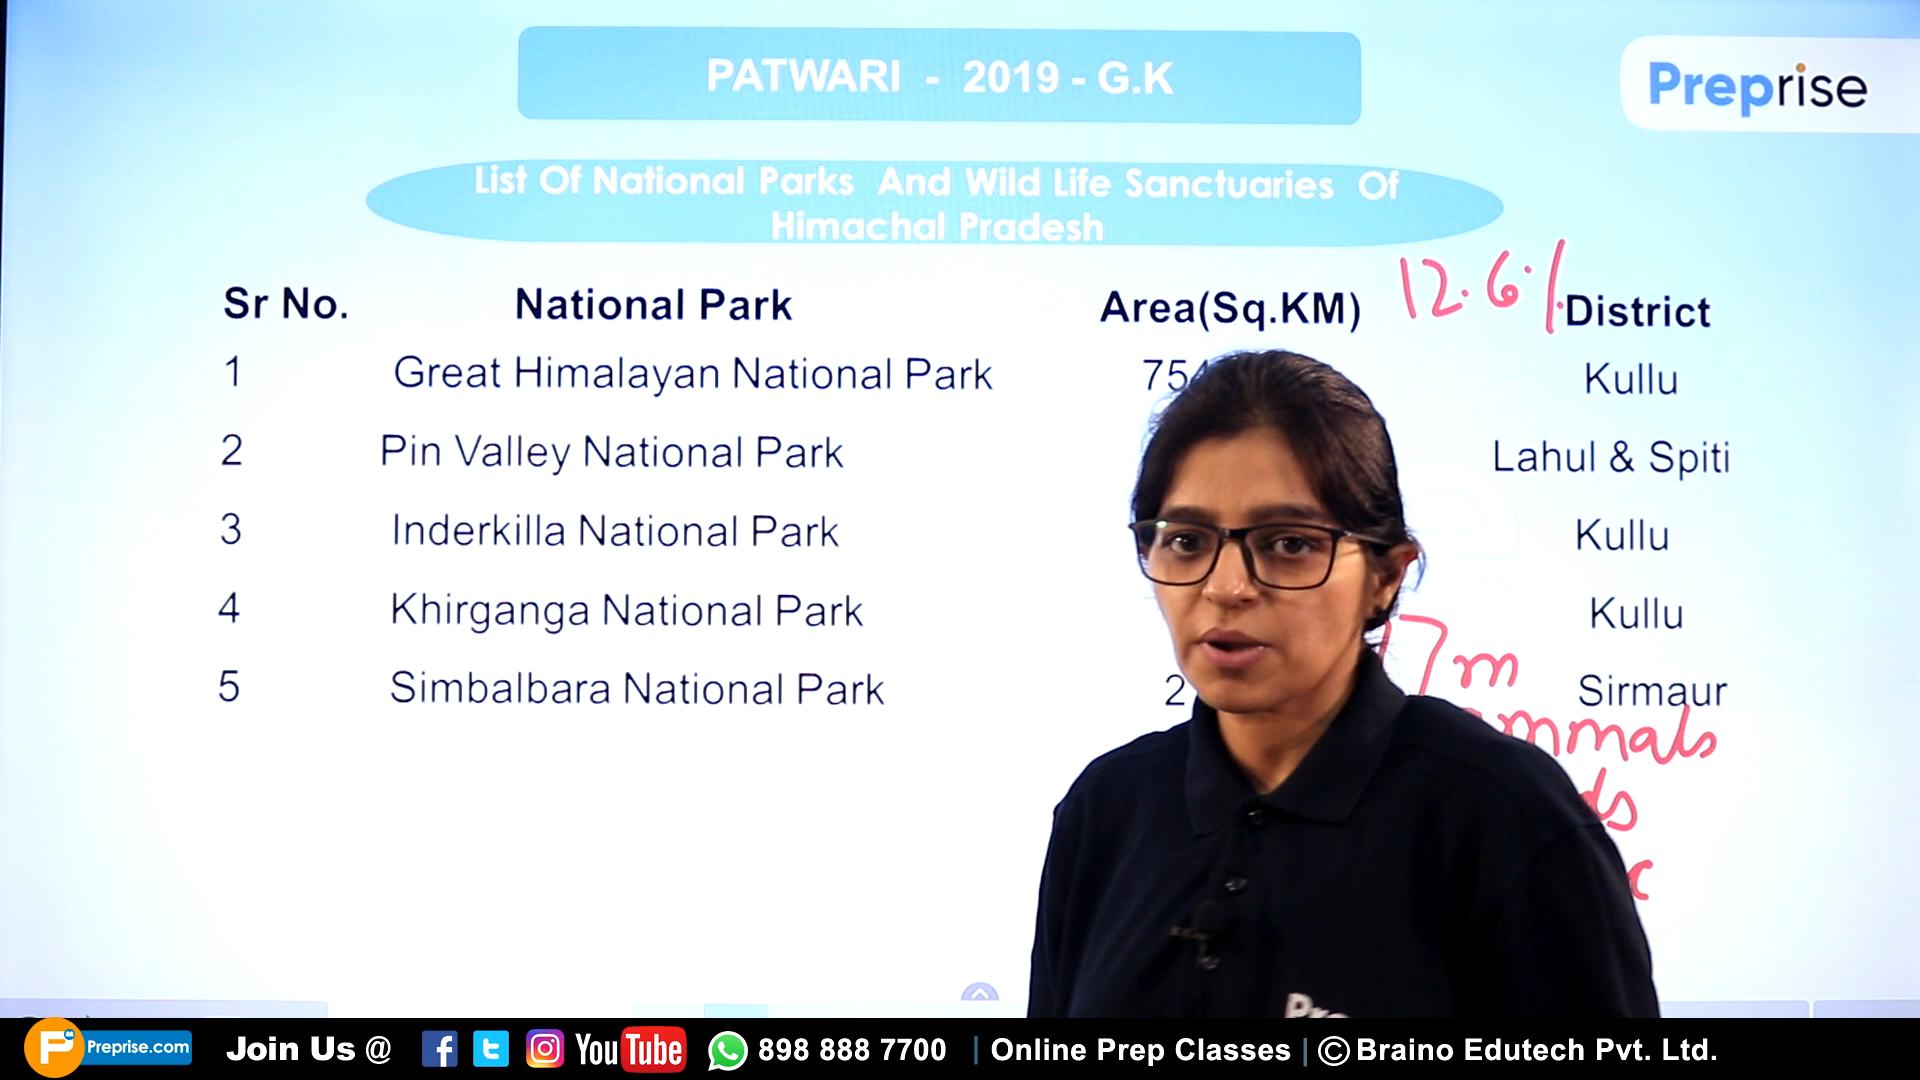 PATWARI - 2019 - G.K
Preprise
List Of National Parks And Wild Life Sanctuaries Of
Himachal Pradesh
12.6%
Sr No. National Park Area(Sq.KM) District
1 Great Himalayan National Park Kullu
2 Pin Valley National Park Lahul & Spiti
3 Inderkilla National Park Kullu
4 Khirganga National Park Kullu
5 Simbalbara National Park Sirmaur
Preprise.com Join Us @ YouTube 898 888 7700 | Online Prep Classes | © Braino Edutech Pvt. Ltd.